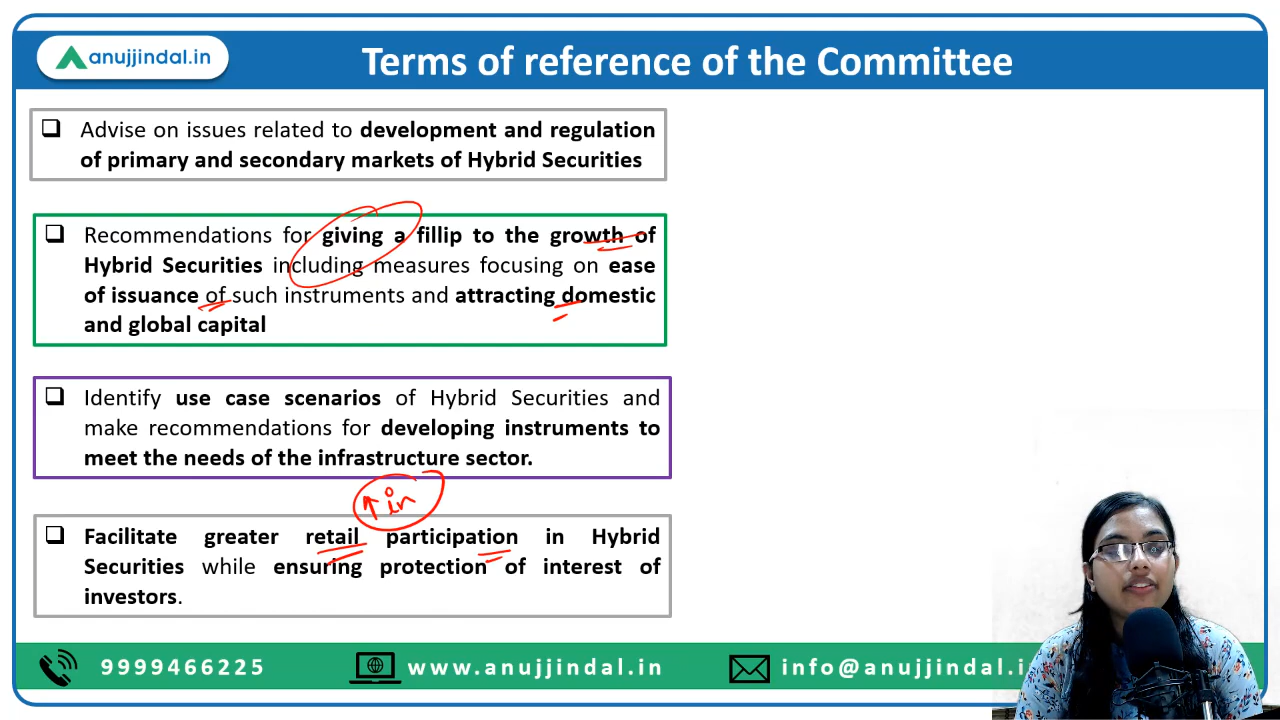 anujjindal.in
Terms of reference of the Committee
Advise on issues related to development and regulation
of primary and secondary markets of Hybrid Securities
Recommendations for giving a fillip to the growth of
Hybrid Securities including measures focusing on ease
of issuance of such instruments and attracting domestic
and global capital
Identify use case scenarios of Hybrid Securities and
make recommendations for developing instruments to
meet the needs of the infrastructure sector.
↑ in
Facilitate greater retail participation in Hybrid
Securities while ensuring protection of interest of
investors.
9999466225
www.anujjindal.in
info@anujjindal.i